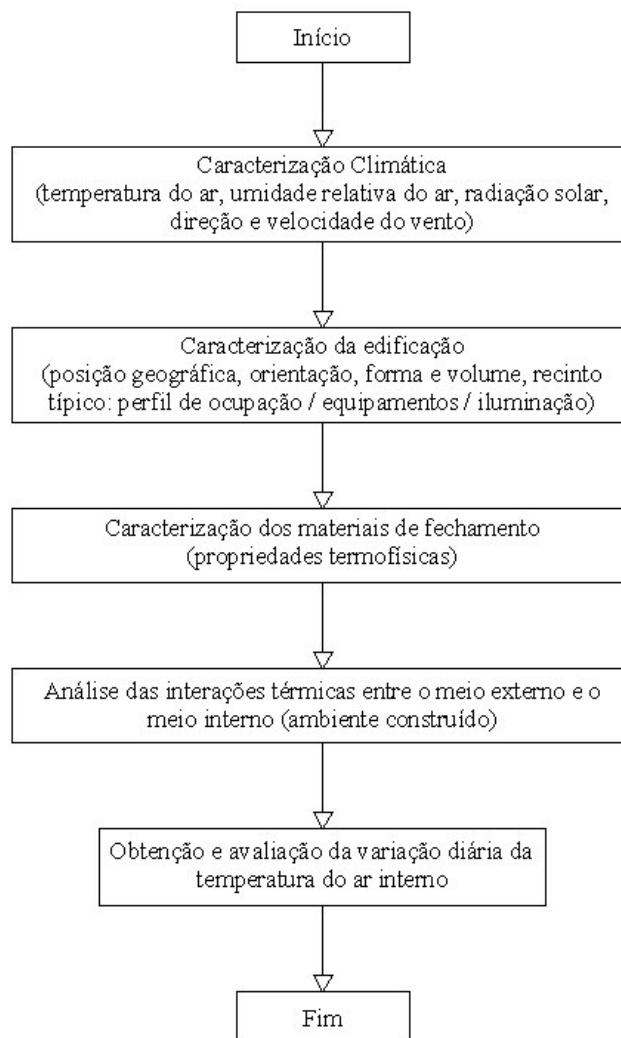 Início
Caracterização Climática
(temperatura do ar, umidade relativa do ar, radiação solar,
direção e velocidade do vento)
Caracterização da edificação
(posição geográfica, orientação, forma e volume, recinto
típico: perfil de ocupação / equipamentos / iluminação)
Caracterização dos materiais de fechamento
(propriedades termofísicas)
Análise das interações térmicas entre o meio externo e o
meio interno (ambiente construído)
Obtenção e avaliação da variação diária da
temperatura do ar interno
Fim